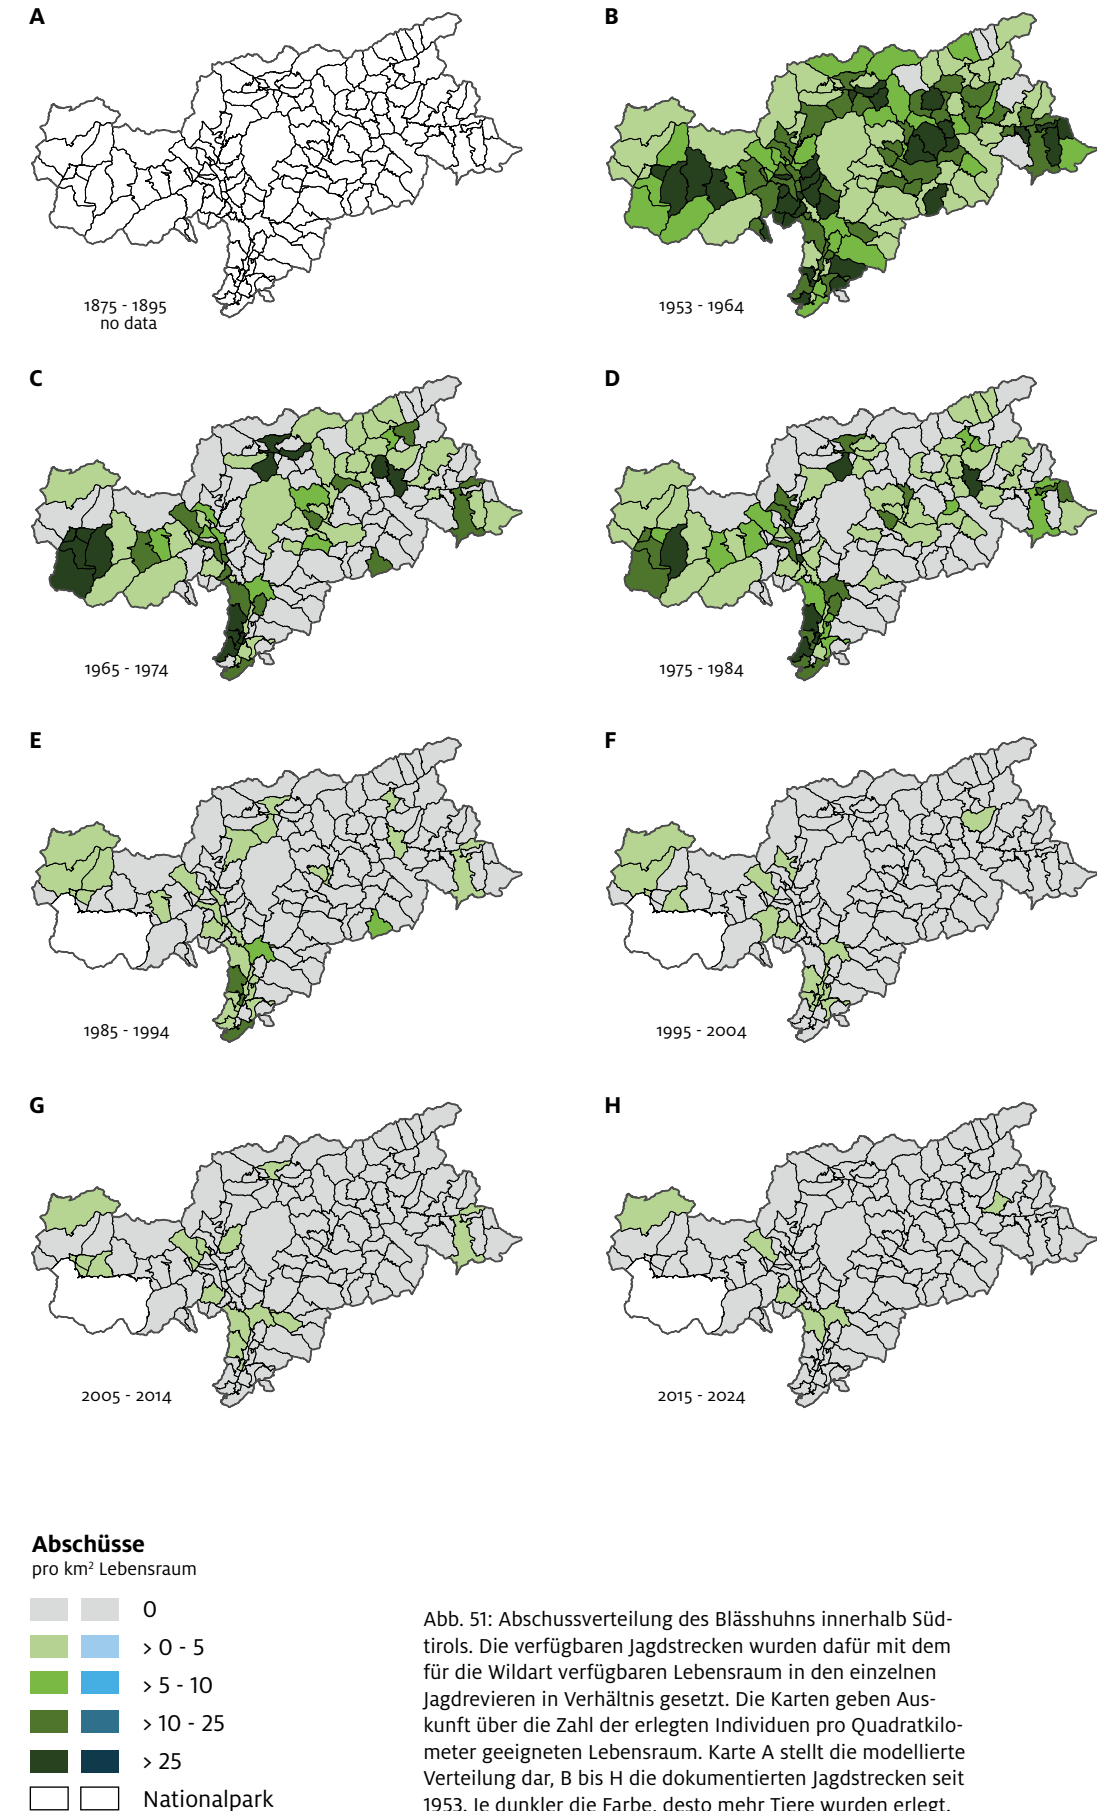 A
B
1875 - 1895
no data
1953 - 1964
C
D
1965 - 1974
1975 - 1984
E
F
1985 - 1994
1995 - 2004
G
H
2005 - 2014
2015 - 2024
Abschüsse
pro km² Lebensraum
0
> 0 - 5
> 5 - 10
> 10 - 25
> 25
Nationalpark
Abb. 51: Abschussverteilung des Blässhuhns innerhalb Süd-
tirols. Die verfügbaren Jagdstrecken wurden dafür mit dem
für die Wildart verfügbaren Lebensraum in den einzelnen
Jagdrevieren in Verhältnis gesetzt. Die Karten geben Aus-
kunft über die Zahl der erlegten Individuen pro Quadratkilo-
meter geeigneten Lebensraum. Karte A stellt die modellierte
Verteilung dar, B bis H die dokumentierten Jagdstrecken seit
1953. Je dunkler die Farbe, desto mehr Tiere wurden erlegt.